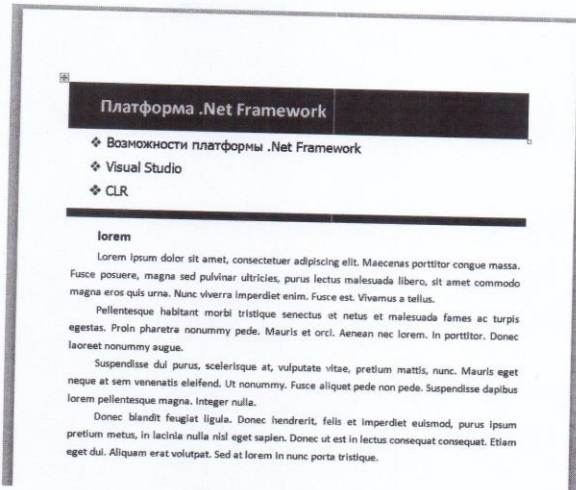 Платформа .Net Framework
❖ Возможности платформы .Net Framework
❖ Visual Studio
❖ CLR
lorem
Lorem ipsum dolor sit amet, consectetuer adipiscing elit. Maecenas porttitor congue massa.
Fusce posuere, magna sed pulvinar ultricies, purus lectus malesuada libero, sit amet commodo
magna eros quis urna. Nunc viverra imperdiet enim. Fusce est. Vivamus a tellus.
Pellentesque habitant morbi tristique senectus et netus et malesuada fames ac turpis
egestas. Proin pharetra nonummy pede. Mauris et orci. Aenean nec lorem. In porttitor. Donec
laoreet nonummy augue.
Suspendisse dui purus, scelerisque at, vulputate vitae, pretium mattis, nunc. Mauris eget
neque at sem venenatis eleifend. Ut nonummy. Fusce aliquet pede non pede. Suspendisse dapibus
lorem pellentesque magna. Integer nulla.
Donec blandit feugiat ligula. Donec hendrerit, felis et imperdiet euismod, purus ipsum
pretium metus, in lacinia nulla nisl eget sapien. Donec ut est in lectus consequat consequat. Etiam
eget dui. Aliquam erat volutpat. Sed at lorem in nunc porta tristique.